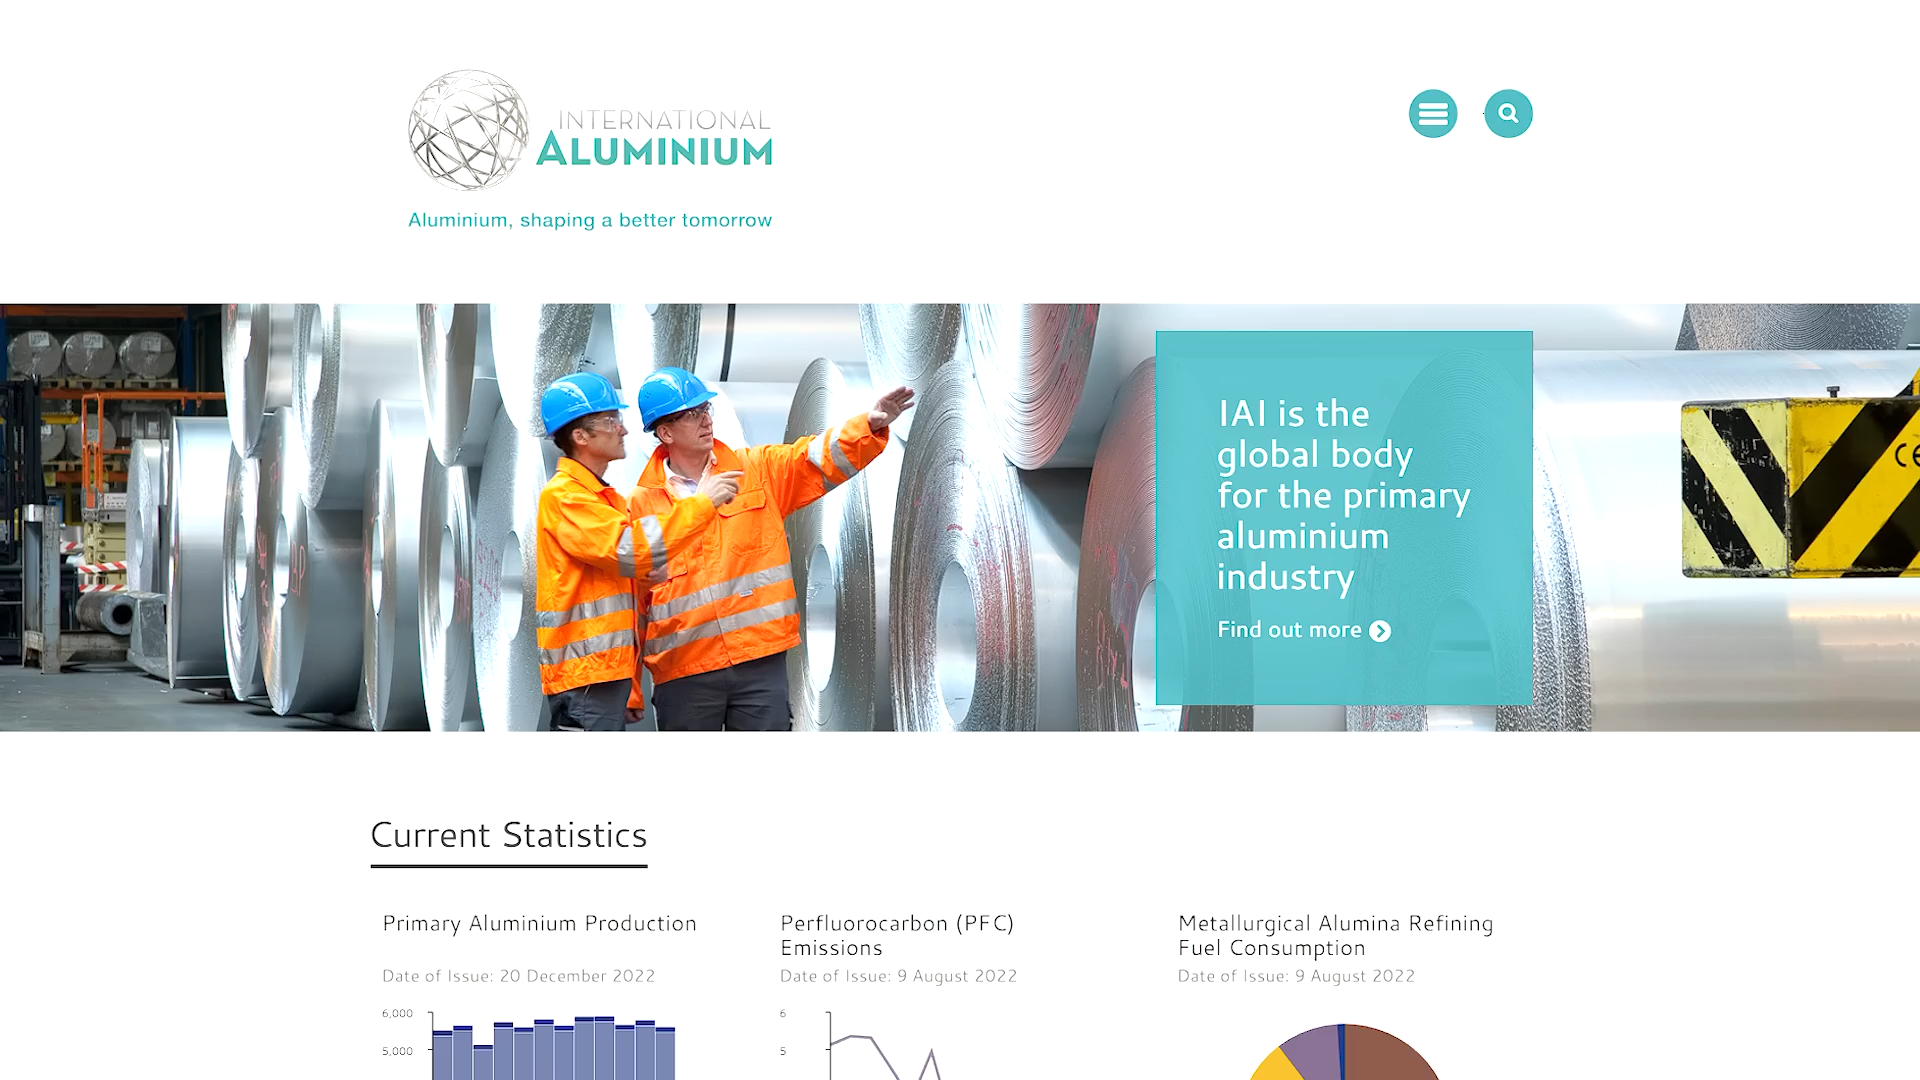 INTERNATIONAL
ALUMINIUM
Aluminium, shaping a better tomorrow
IAI is the
global body
for the primary
aluminium
industry
Find out more
Current Statistics
Primary Aluminium Production
Date of Issue: 20 December 2022
6,000
5,000
Perfluorocarbon (PFC)
Emissions
Date of Issue: 9 August 2022
6
5
Metallurgical Alumina Refining
Fuel Consumption
Date of Issue: 9 August 2022